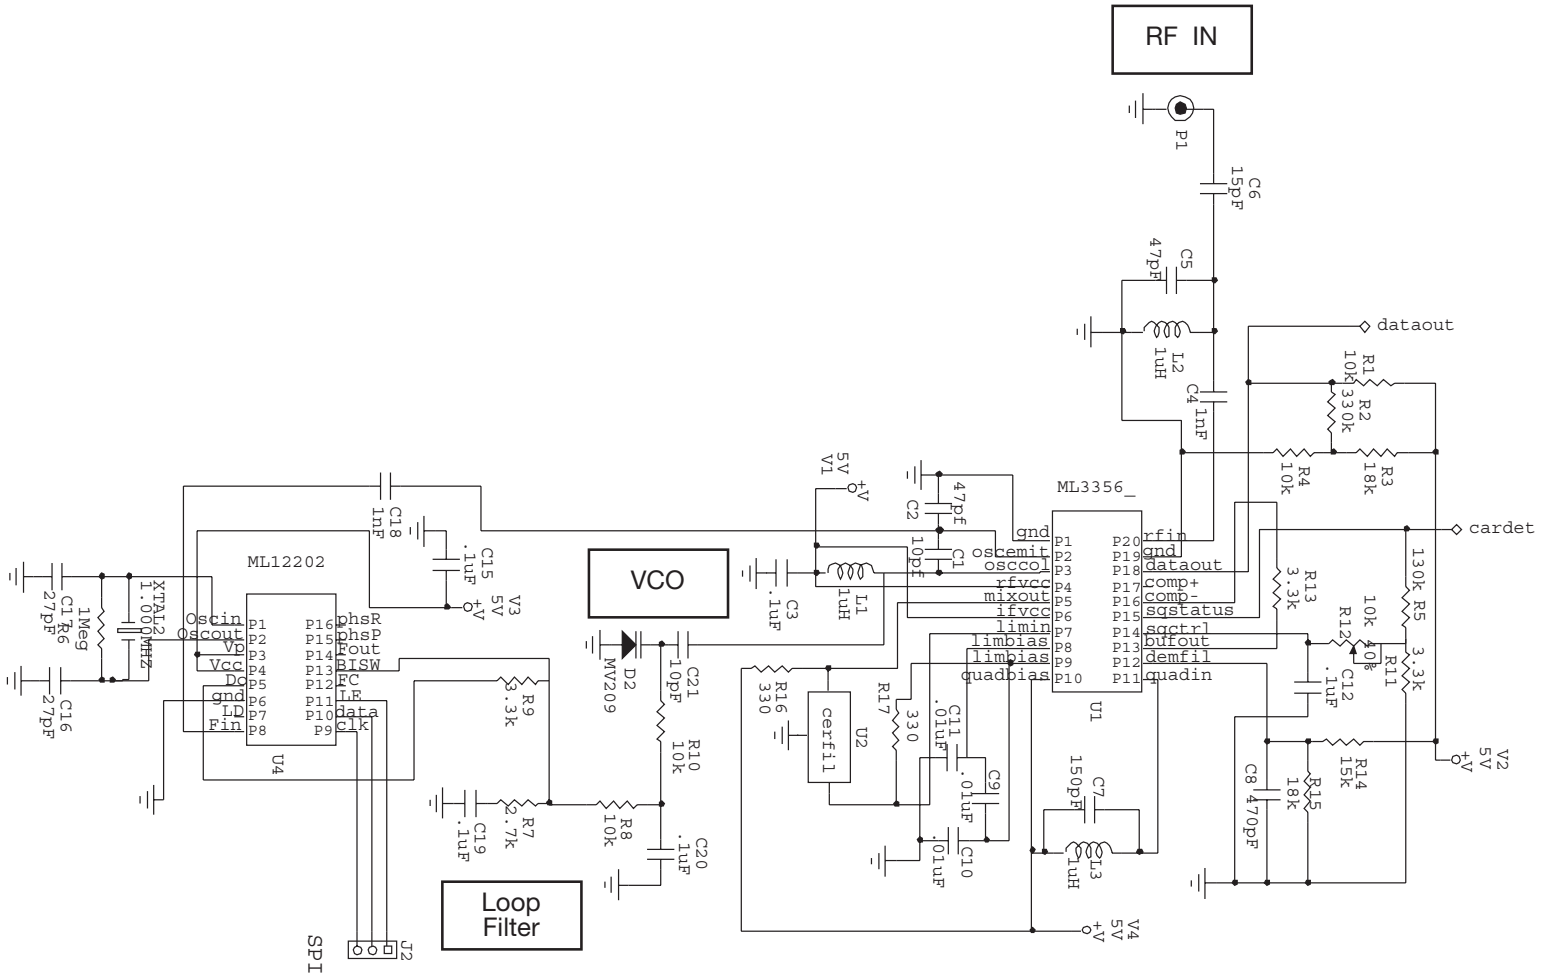 RF IN
P1
C6
15pF
C5
47pF
L2
1uH
C4
1nF
dataout
R1
10k
R2
330k
R3
18k
R4
10k
cardet
ML3356_
gnd P1
oscemit P2
osccol P3
rfvcc P4
mixout P5
ifvcc P6
limin P7
limbias P8
limbias P9
quadbias P10
P20 rfin
P19 gnd
P18 dataout
P17 comp+
P16 comp-
P15 sqstatus
P14 sqctrl
P13 bufout
P12 demfil
P11 quadin
U1
R13
3.3k
R5
130k
R12
10k
40%
R11
3.3k
C12
.1uF
R14
15k
R15
18k
C8
470pF
V2
5V
+V
V1
5V
+V
C2
47pf
C1
10pf
C3
.1uF
L1
1uH
VCO
C18
1nF
C15
.1uF
V3
5V
+V
ML12202
Oscin P1
Oscout P2
Vp P3
Vcc P4
Do P5
gnd P6
LD P7
Fin P8
P16 phsR
P15 phsP
P14 Fout
P13 BISW
P12 FC
P11 LE
P10 data
P9 clk
U4
XTAL2
1.000MHZ
R6
1Meg
C17
27pF
C16
27pF
D2
MV209
C21
10pF
R9
3.3k
R10
10k
R7
2.7k
R8
10k
C19
.1uF
C20
.1uF
Loop
Filter
R16
330
U2
cerfil
R17
330
C11
.01uF
C9
.01uF
C10
.01uF
C7
150pF
L3
1uH
V4
5V
+V
J2
SPI